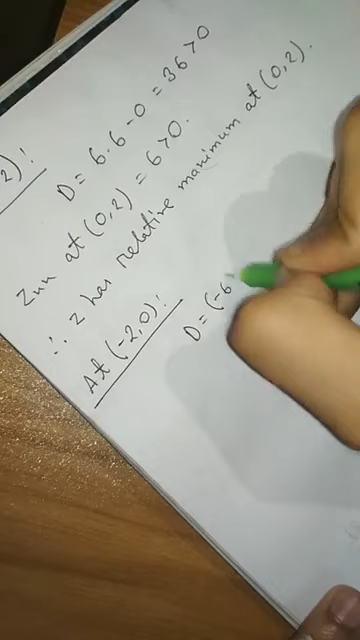 2):
D = 6.6 - 0 = 36 > 0
Zxx at (0,2) = 6 > 0.
∴ z has relative manimum at (0,2).
At (-2,0):
D = (-6